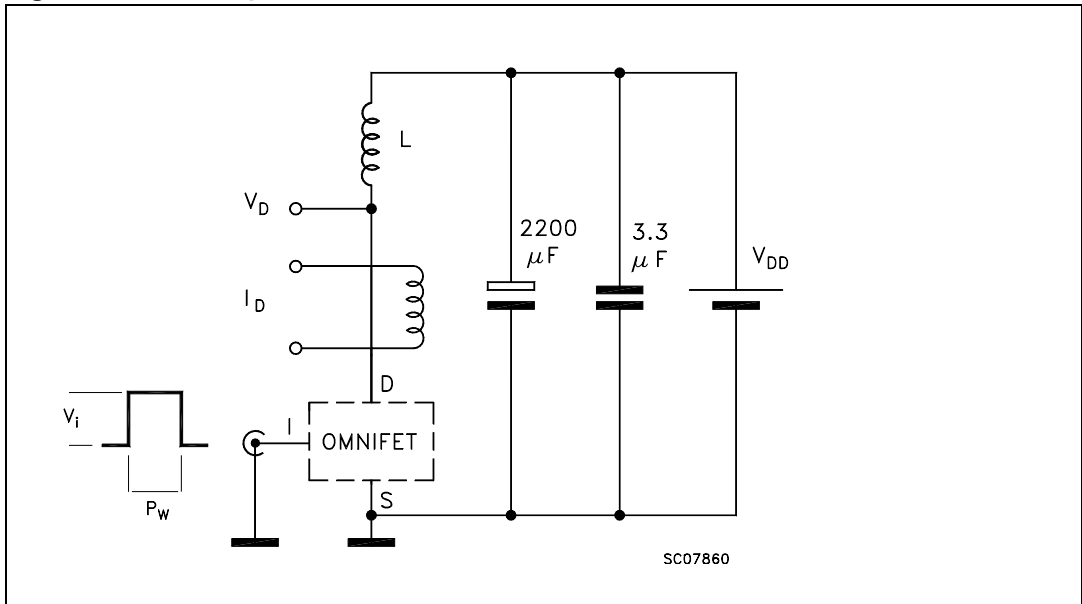 L
V_D
2200
μF
3.3
μF
V_DD
I_D
D
V_i
I
OMNIFET
S
P_W
SC07860